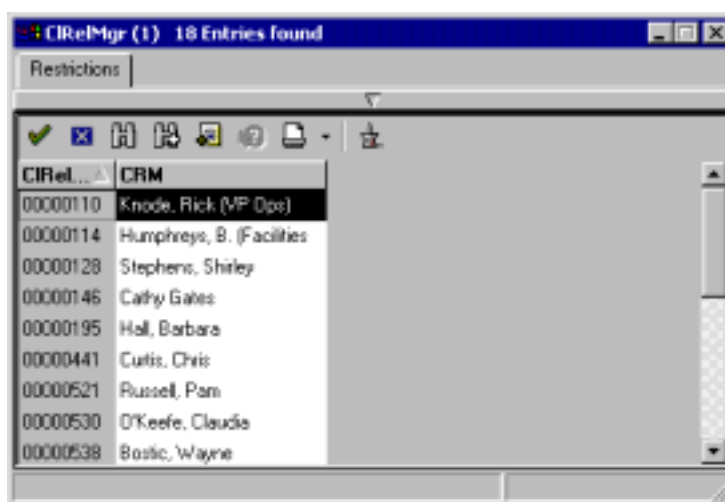 ClRelMgr (1) 18 Entries found
Restrictions
ClRel... CRM
00000110 Knode, Rick (VP Ops)
00000114 Humphreys, B. (Facilities
00000128 Stephens, Shirley
00000146 Cathy Gates
00000195 Hall, Barbara
00000441 Curtis, Chris
00000521 Russell, Pam
00000530 O'Keefe, Claudia
00000538 Bostic, Wayne